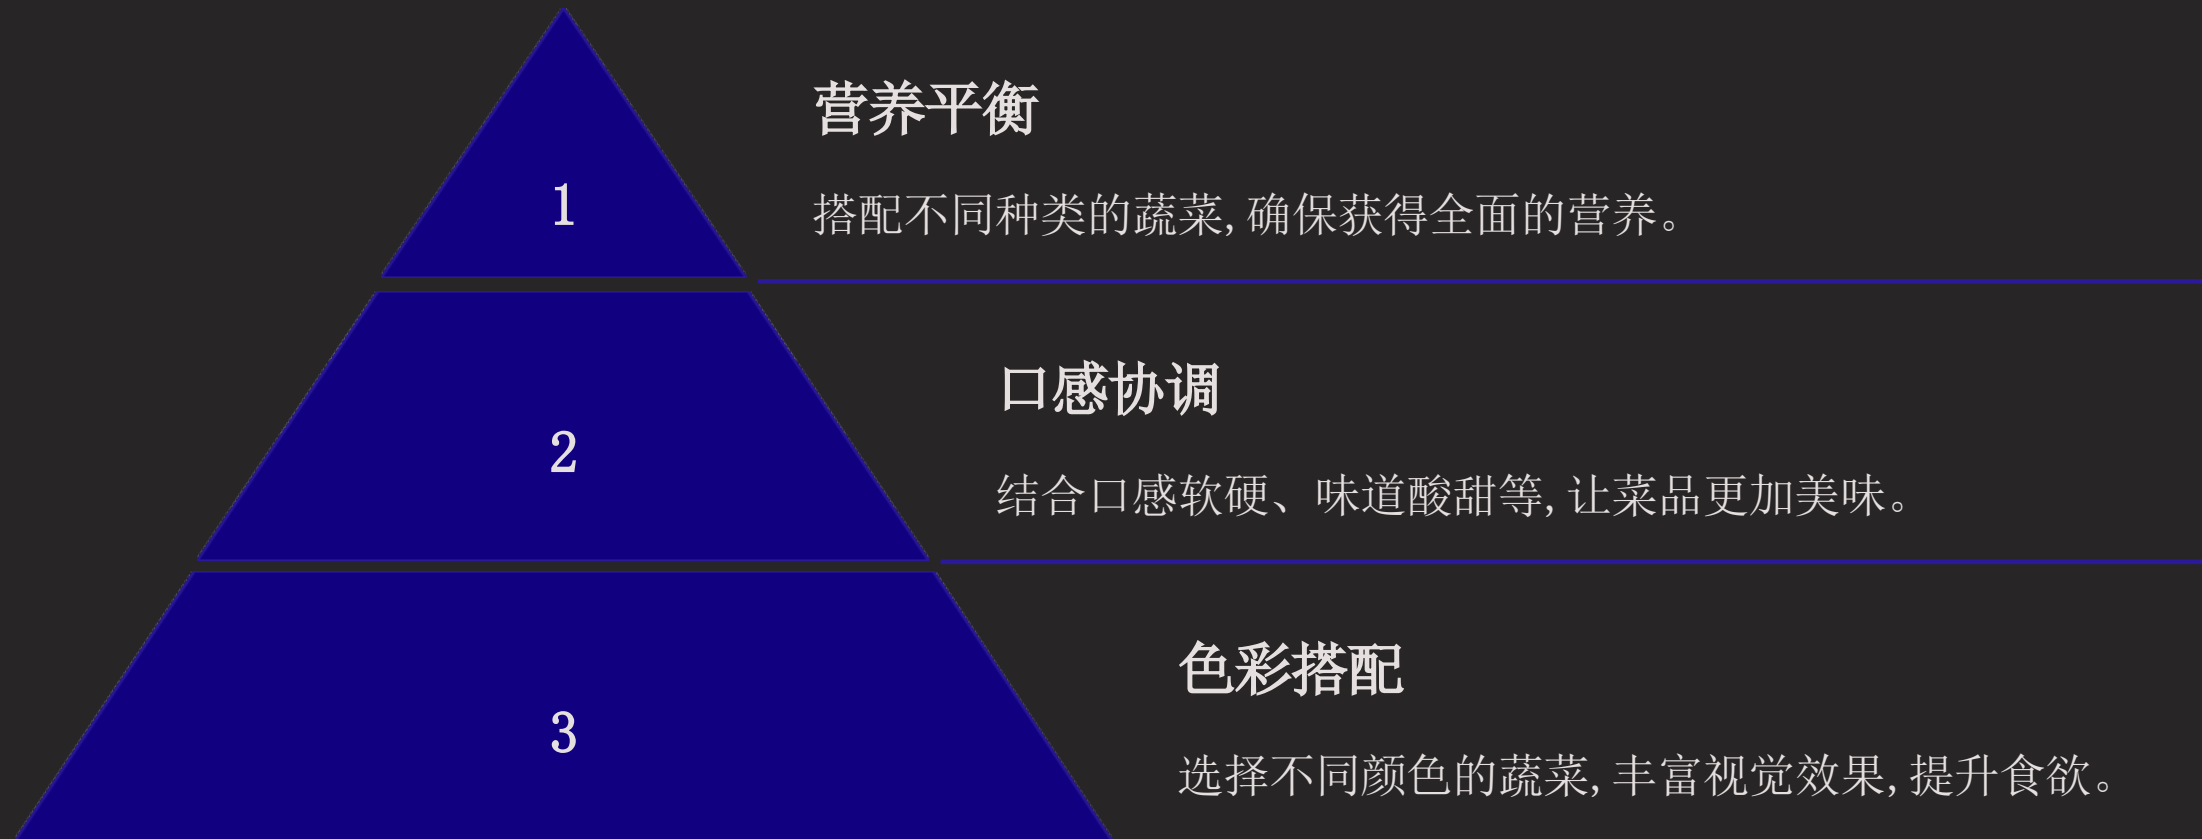 营养平衡
1
搭配不同种类的蔬菜,确保获得全面的营养。
口感协调
2
结合口感软硬、味道酸甜等,让菜品更加美味。
色彩搭配
3
选择不同颜色的蔬菜,丰富视觉效果,提升食欲。